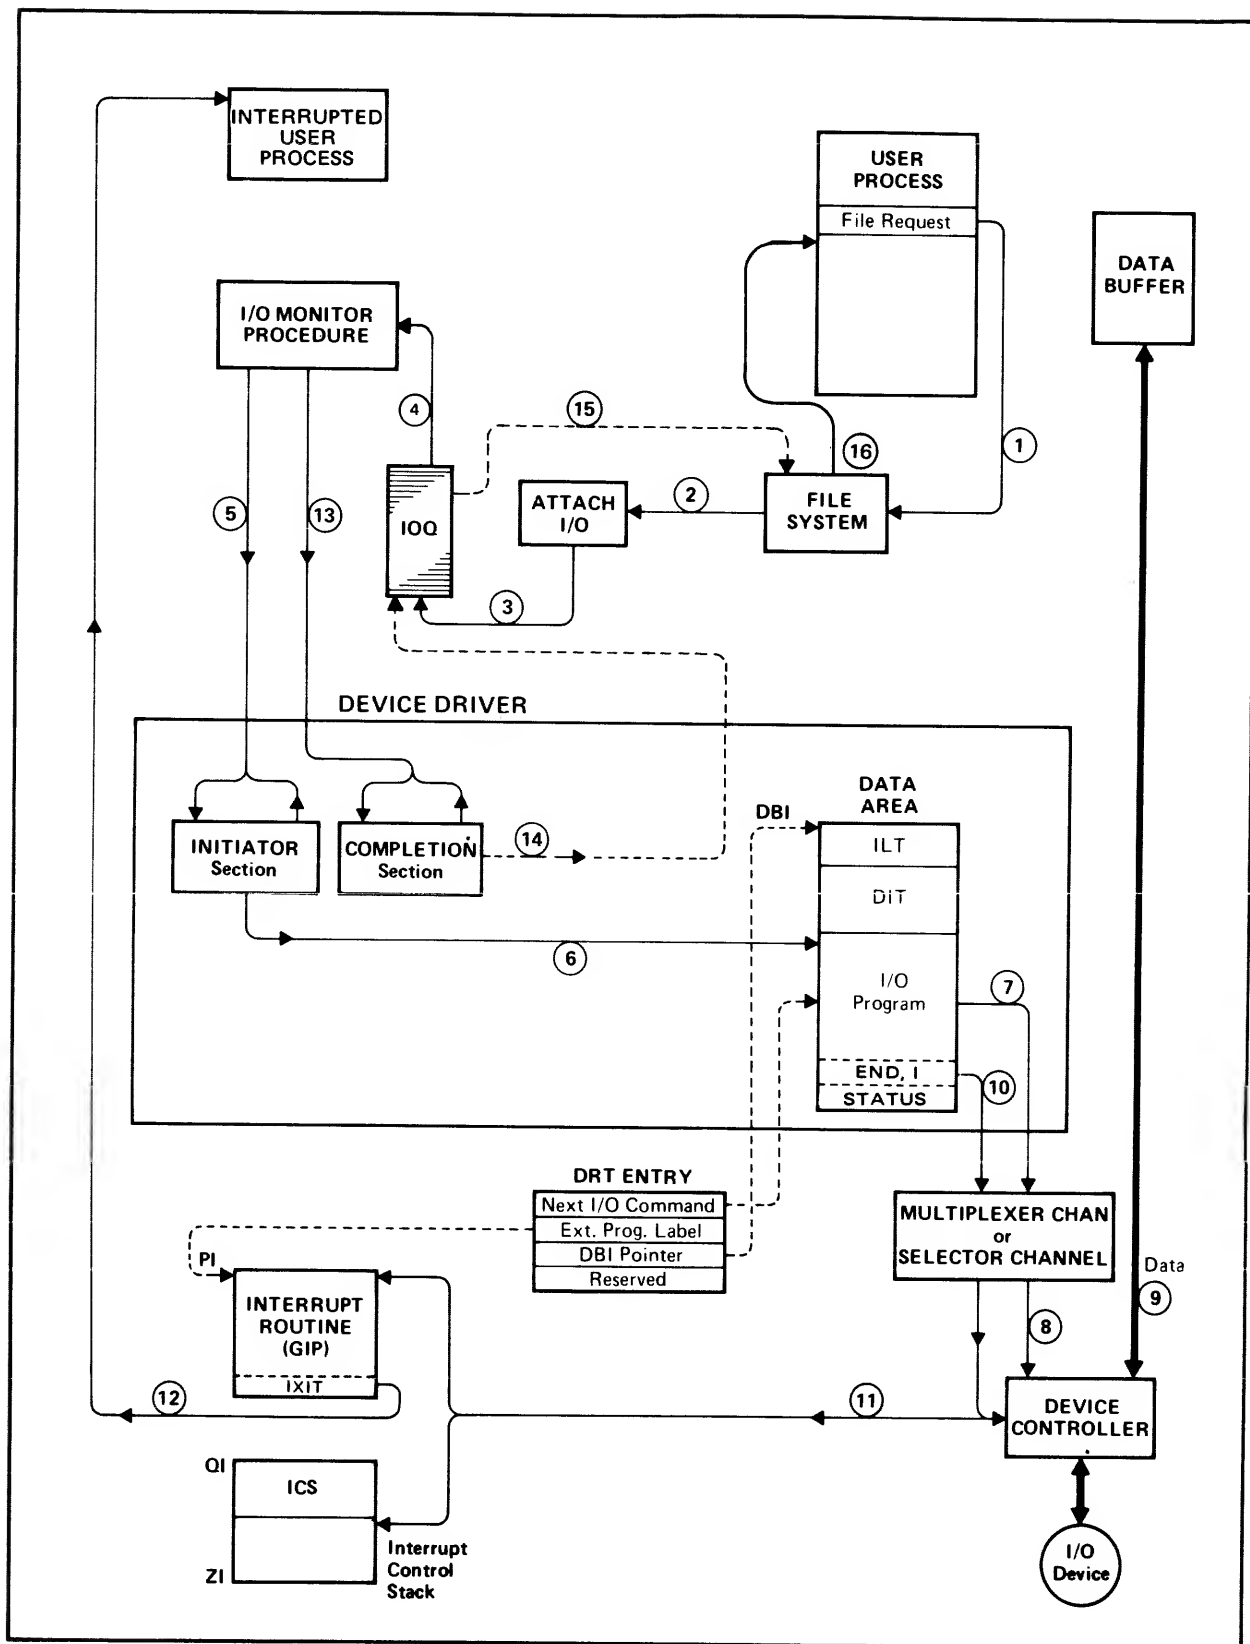 INTERRUPTED
USER
PROCESS
USER
PROCESS
File Request
DATA
BUFFER
I/O MONITOR
PROCEDURE
4
15
1
16
5
13
IOQ
ATTACH
I/O
2
FILE
SYSTEM
3
DEVICE DRIVER
DATA
AREA
DBI
INITIATOR
Section
COMPLETION
Section
14
ILT
DIT
6
I/O
Program
7
END, I
10
STATUS
DRT ENTRY
Next I/O Command
Ext. Prog. Label
DBI Pointer
Reserved
MULTIPLEXER CHAN
or
SELECTOR CHANNEL
PI
INTERRUPT
ROUTINE
(GIP)
IXIT
Data
9
8
12
11
DEVICE
CONTROLLER
QI
ICS
ZI
Interrupt
Control
Stack
I/O
Device